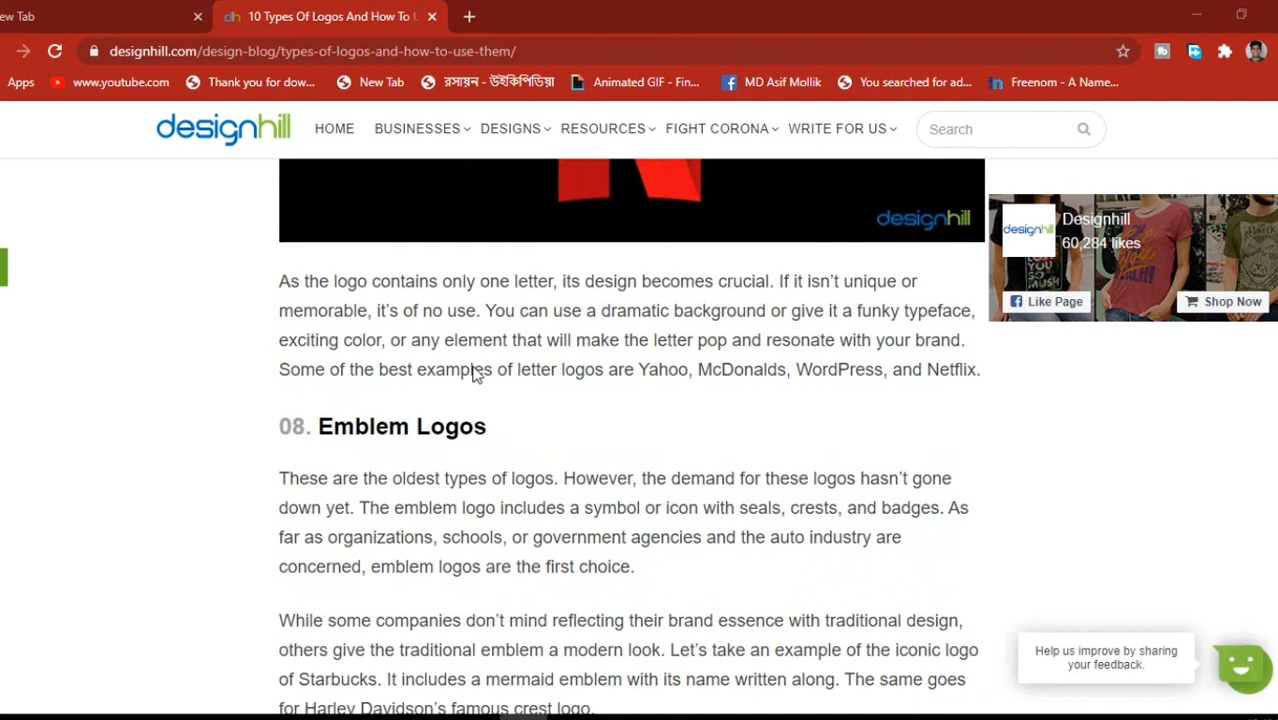 ew Tab
10 Types Of Logos And How To U
designhill.com/design-blog/types-of-logos-and-how-to-use-them/
Apps
www.youtube.com
Thank you for dow...
New Tab
রসায়ন - উইকিপিডিয়া
Animated GIF - Fin...
MD Asif Mollik
You searched for ad...
Freenom - A Name...
designhill
HOME
BUSINESSES
DESIGNS
RESOURCES
FIGHT CORONA
WRITE FOR US
Search
designhill
As the logo contains only one letter, its design becomes crucial. If it isn’t unique or
memorable, it’s of no use. You can use a dramatic background or give it a funky typeface,
exciting color, or any element that will make the letter pop and resonate with your brand.
Some of the best examples of letter logos are Yahoo, McDonalds, WordPress, and Netflix.
08. Emblem Logos
These are the oldest types of logos. However, the demand for these logos hasn’t gone
down yet. The emblem logo includes a symbol or icon with seals, crests, and badges. As
far as organizations, schools, or government agencies and the auto industry are
concerned, emblem logos are the first choice.
While some companies don’t mind reflecting their brand essence with traditional design,
others give the traditional emblem a modern look. Let’s take an example of the iconic logo
of Starbucks. It includes a mermaid emblem with its name written along. The same goes
for Harley Davidson’s famous crest logo.
designhill
Designhill
60,284 likes
Like Page
Shop Now
Help us improve by sharing
your feedback.